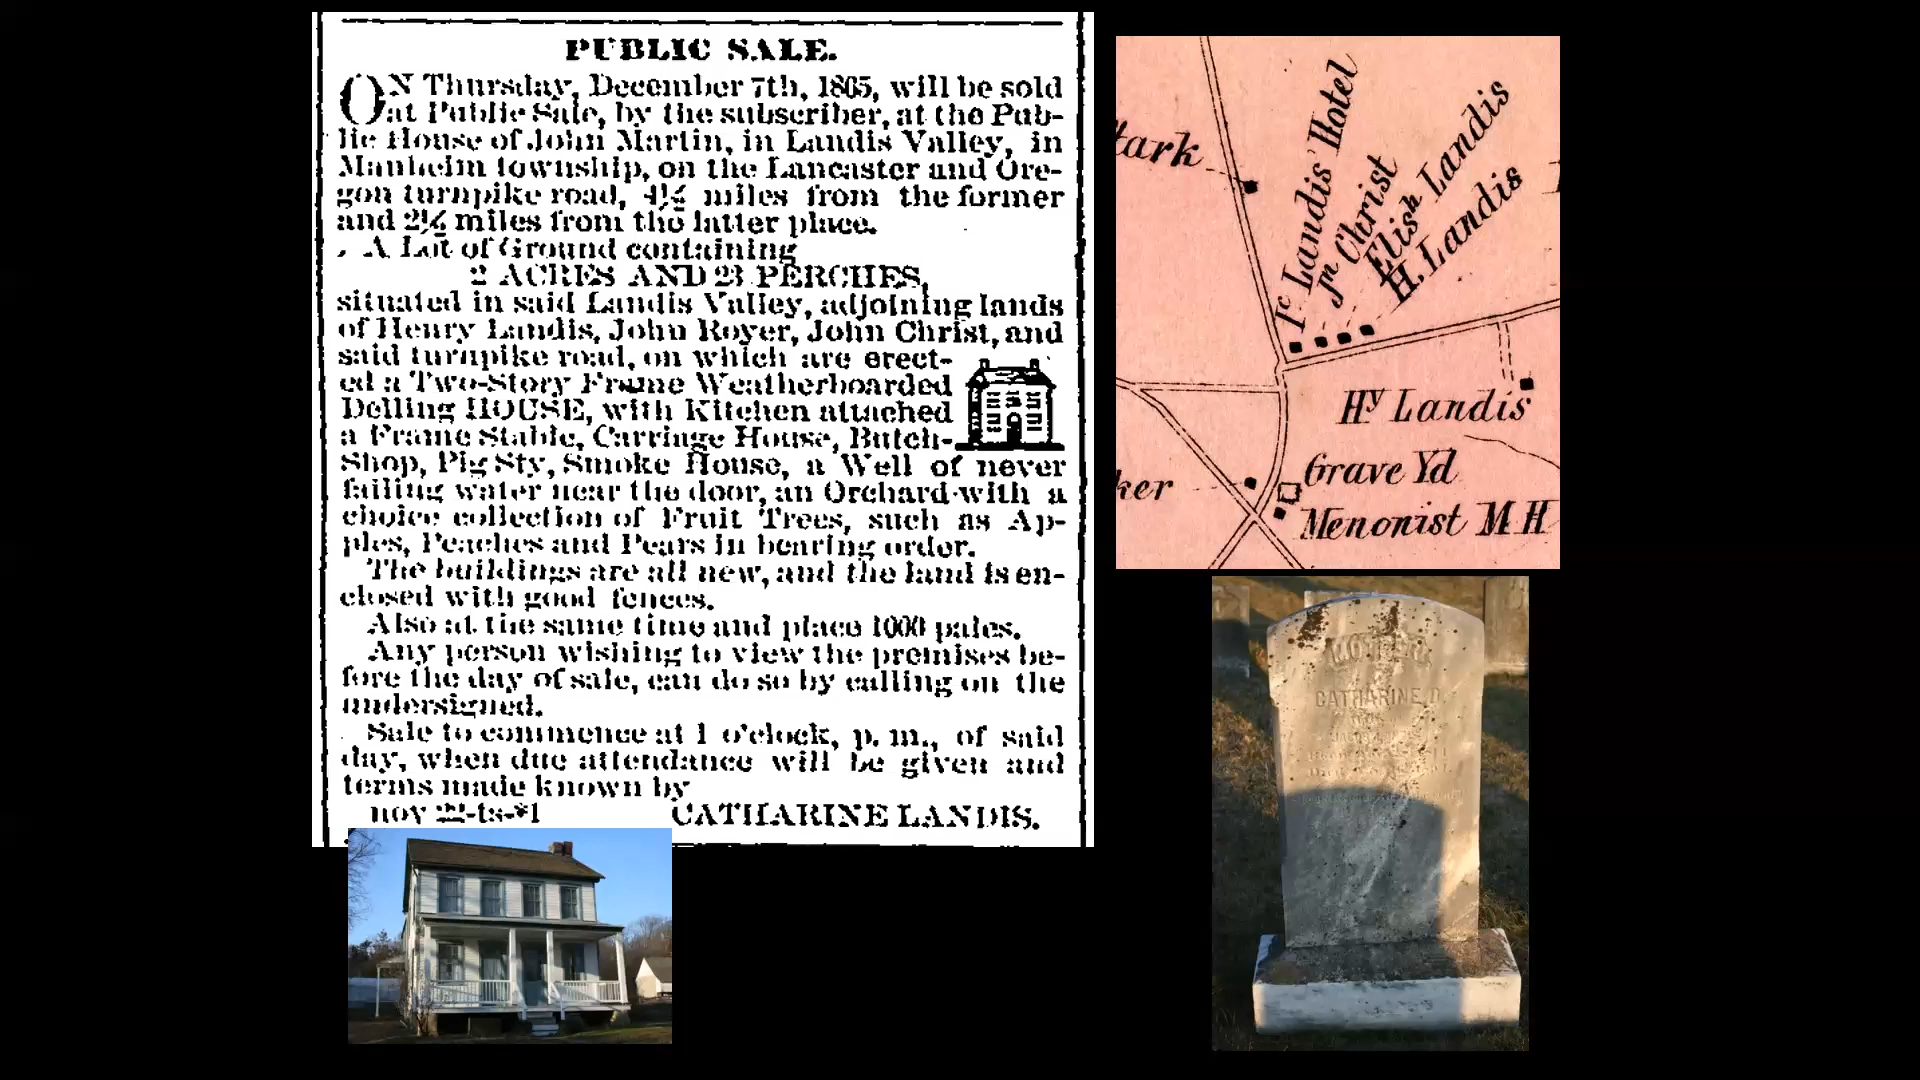 PUBLIC SALE.
ON Thursday, December 7th, 1865, will be sold
at Public Sale, by the subscriber, at the Pub-
lic House of John Martin, in Landis Valley, in
Manheim township, on the Lancaster and Ore-
gon turnpike road, 4½ miles from the former
and 2½ miles from the latter place.
A Lot of Ground containing
2 ACRES AND 23 PERCHES,
situated in said Landis Valley, adjoining lands
of Henry Landis, John Royer, John Christ, and
said turnpike road, on which are erect-
ed a Two-Story Frame Weatherboarded
Delling HOUSE, with Kitchen attached
a Frame Stable, Carriage House, Butch-
Shop, Pig Sty, Smoke House, a Well of never
failing water near the door, an Orchard with a
choice collection of Fruit Trees, such as Ap-
ples, Peaches and Pears in bearing order.
The buildings are all new, and the land is en-
closed with good fences.
Also at the same time and place 1000 pales.
Any person wishing to view the premises be-
fore the day of sale, can do so by calling on the
undersigned.
Sale to commence at 1 o'clock, p. m., of said
day, when due attendance will be given and
terms made known by
nov 22-ts-*1 CATHARINE LANDIS.
tark
Landis' Hotel
Jn Christ
Elish Landis
H. Landis
Hy Landis
ker
Grave Yd
Menonist M H
MOTHER
CATHARINE D.